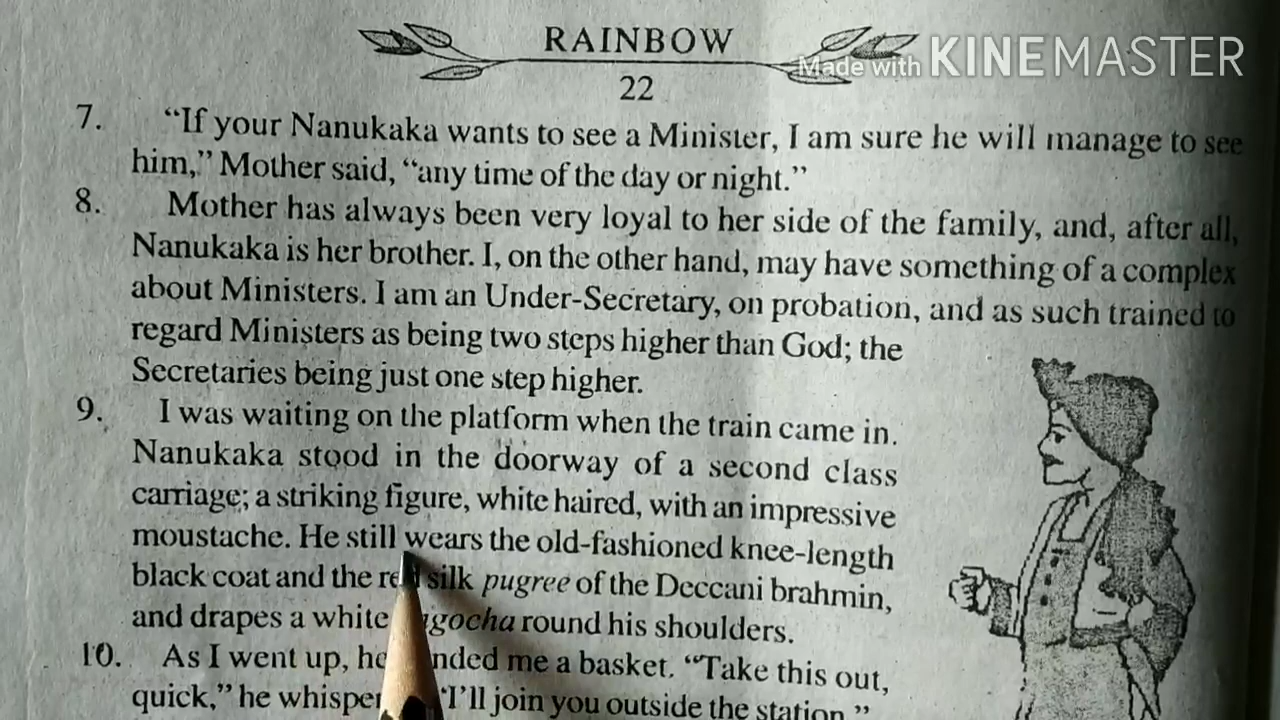 RAINBOW
Made with KINEMASTER
22
7. “If your Nanukaka wants to see a Minister, I am sure he will manage to see
him,” Mother said, “any time of the day or night.”
8. Mother has always been very loyal to her side of the family, and, after all,
Nanukaka is her brother. I, on the other hand, may have something of a complex
about Ministers. I am an Under-Secretary, on probation, and as such trained to
regard Ministers as being two steps higher than God; the
Secretaries being just one step higher.
9. I was waiting on the platform when the train came in.
Nanukaka stood in the doorway of a second class
carriage; a striking figure, white haired, with an impressive
moustache. He still wears the old-fashioned knee-length
black coat and the silk pugree of the Deccani brahmin,
and drapes a white round his shoulders.
10. As I went up, me a basket. “Take this out,
quick,” he “I’ll join you outside the station.”